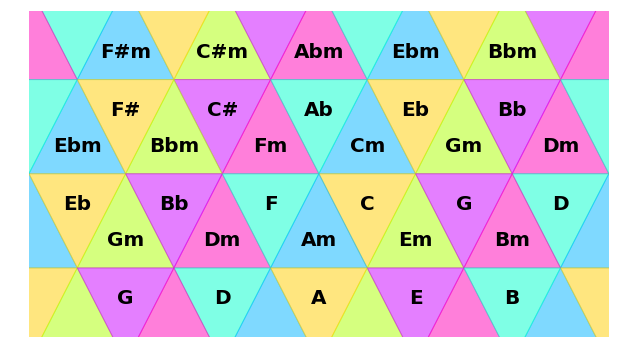 F#m C#m Abm Ebm Bbm
F# C# Ab Eb Bb
Ebm Bbm Fm Cm Gm Dm
Eb Bb F C G D
Gm Dm Am Em Bm
G D A E B